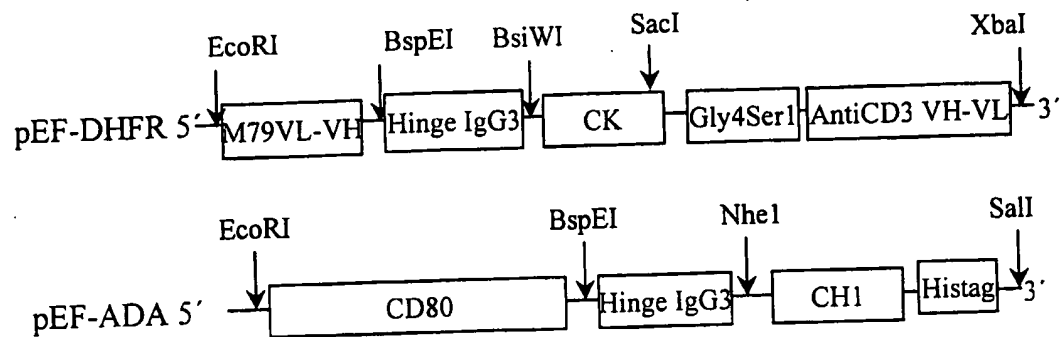 EcoRI BspEI BsiWI SacI XbaI
pEF-DHFR 5´ M79VL-VH Hinge IgG3 CK Gly4Ser1 AntiCD3 VH-VL 3´
EcoRI BspEI Nhe1 SalI
pEF-ADA 5´ CD80 Hinge IgG3 CH1 Histag 3´